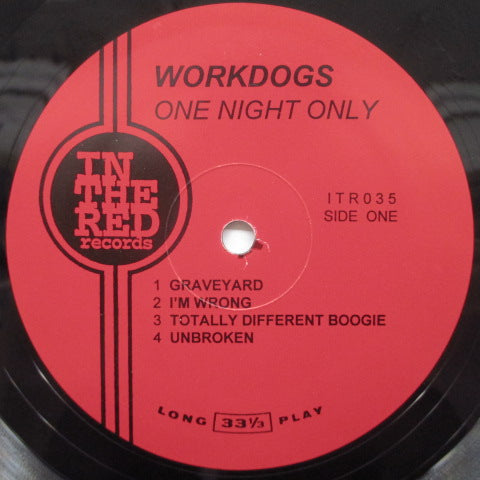 WORKDOGS
ONE NIGHT ONLY
IN
THE
RED
records
ITR035
SIDE ONE
1 GRAVEYARD
2 I'M WRONG
3 TOTALLY DIFFERENT BOOGIE
4 UNBROKEN
LONG 33⅓ PLAY